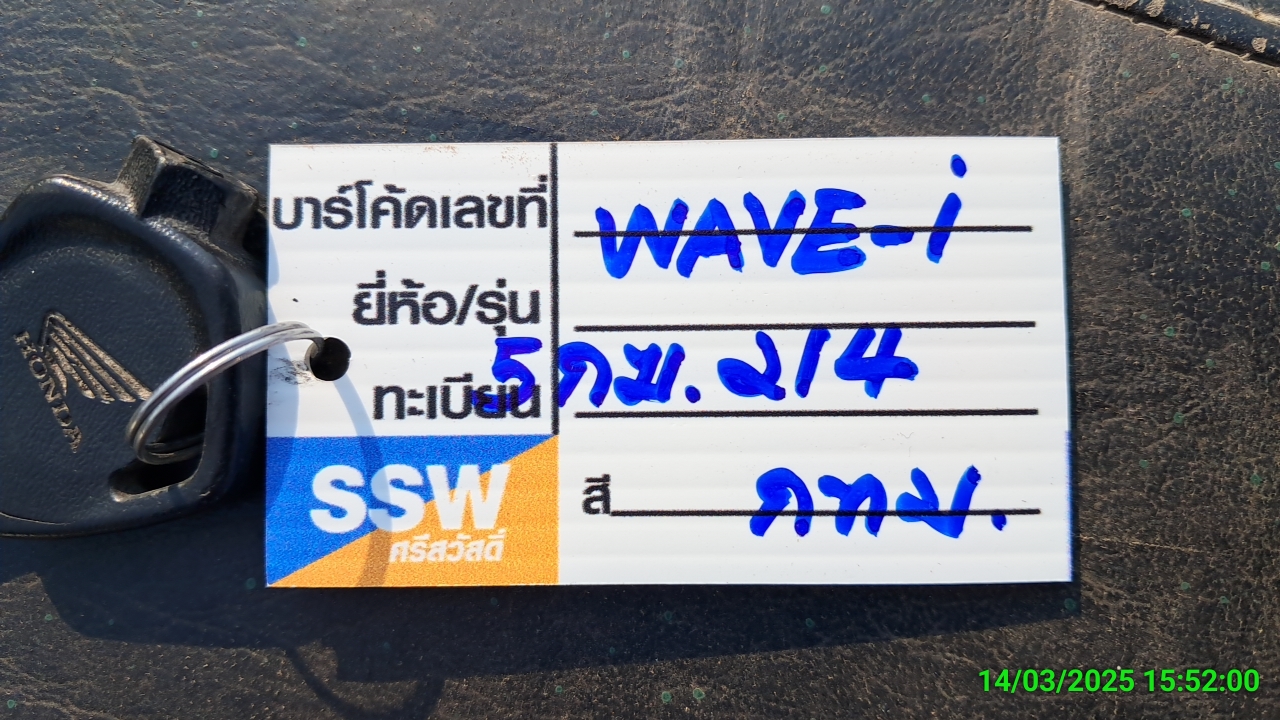 บาร์โค้ดเลขที่ WAVE-i
ยี่ห้อ/รุ่น
ทะเบียน 5 กฆ. 214
สี กทม.
SSW
ศรีสวัสดิ์
HONDA
14/03/2025 15:52:00